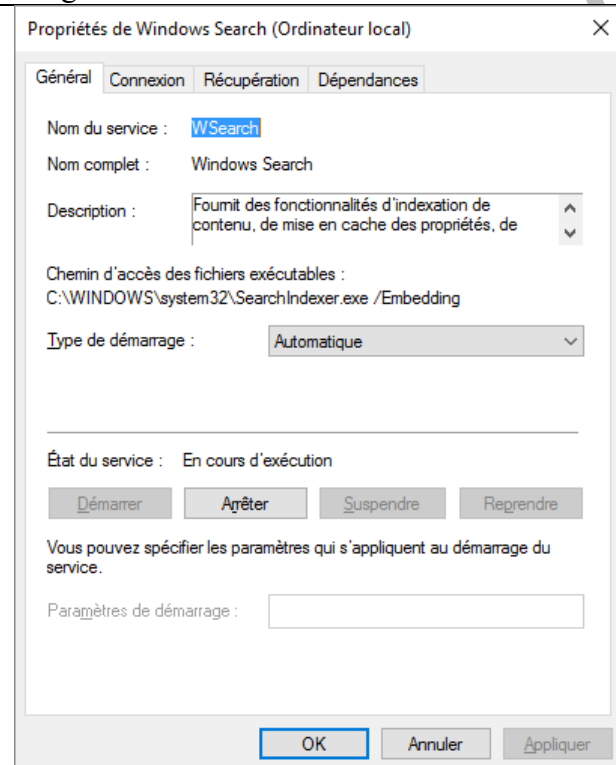 Propriétés de Windows Search (Ordinateur local)
Général Connexion Récupération Dépendances
Nom du service : WSearch
Nom complet : Windows Search
Description : Fournit des fonctionnalités d'indexation de
contenu, de mise en cache des propriétés, de
Chemin d'accès des fichiers exécutables :
C:\WINDOWS\system32\SearchIndexer.exe /Embedding
Type de démarrage : Automatique
État du service : En cours d'exécution
Démarrer Arrêter Suspendre Reprendre
Vous pouvez spécifier les paramètres qui s'appliquent au démarrage du
service.
Paramètres de démarrage :
OK Annuler Appliquer